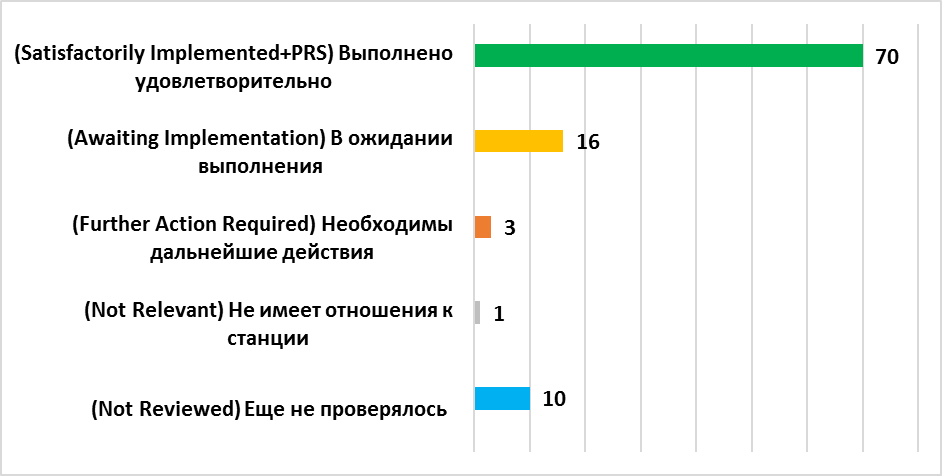 (Satisfactorily Implemented+PRS) Выполнено
удовлетворительно
70
(Awaiting Implementation) В ожидании
выполнения
16
(Further Action Required) Необходимы
дальнейшие действия
3
(Not Relevant) Не имеет отношения к
станции
1
(Not Reviewed) Еще не проверялось
10